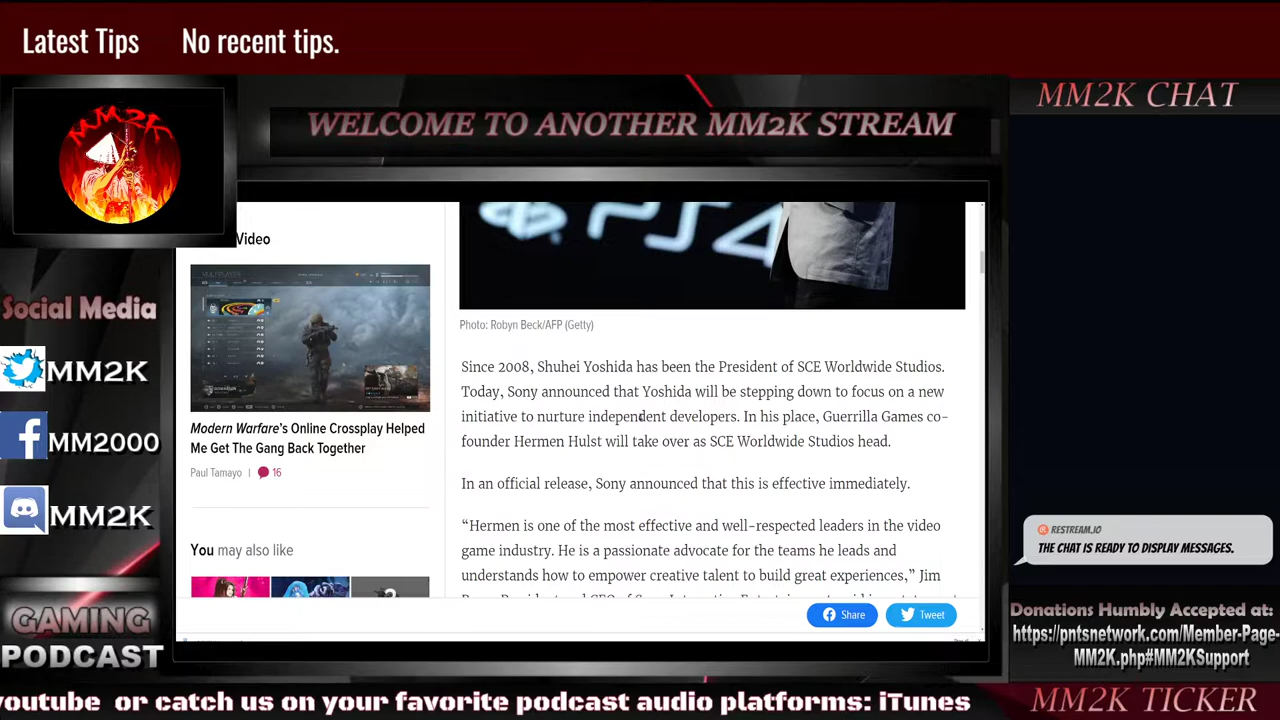 Latest Tips No recent tips.
MM2K
WELCOME TO ANOTHER MM2K STREAM
MM2K CHAT
Video
PS4
Photo: Robyn Beck/AFP (Getty)
Since 2008, Shuhei Yoshida has been the President of SCE Worldwide Studios.
Today, Sony announced that Yoshida will be stepping down to focus on a new
initiative to nurture independent developers. In his place, Guerrilla Games co-
founder Hermen Hulst will take over as SCE Worldwide Studios head.
In an official release, Sony announced that this is effective immediately.
“Hermen is one of the most effective and well-respected leaders in the video
game industry. He is a passionate advocate for the teams he leads and
understands how to empower creative talent to build great experiences,” Jim
Modern Warfare's Online Crossplay Helped
Me Get The Gang Back Together
Paul Tamayo | 16
You may also like
Share Tweet
Social Media
MM2K
MM2000
MM2K
GAMING
PODCAST
RESTREAM.IO
THE CHAT IS READY TO DISPLAY MESSAGES.
Donations Humbly Accepted at:
https://pntsnetwork.com/Member-Page-
MM2K.php#MM2KSupport
youtube or catch us on your favorite podcast audio platforms: iTunes
MM2K TICKER